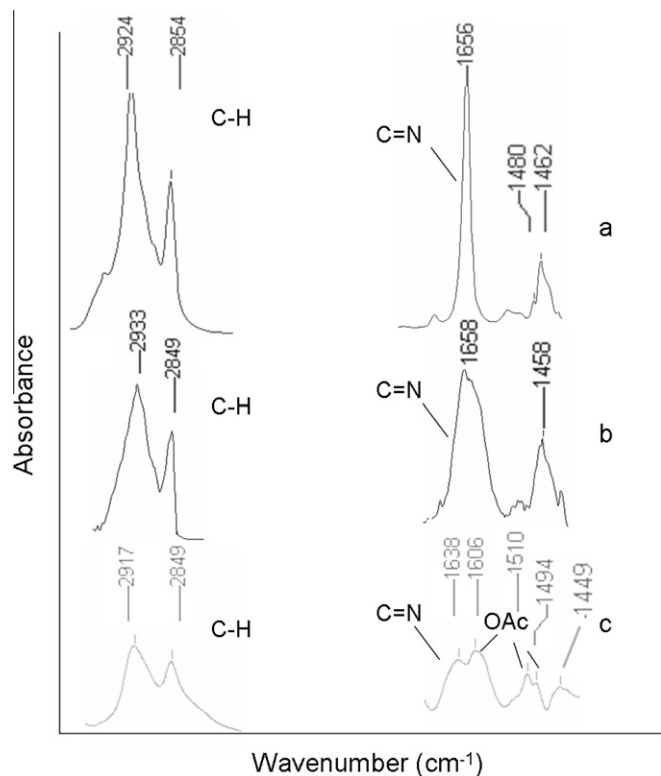 2924
2854
C-H
1656
C=N
1480
1462
a
2933
2849
C-H
1658
C=N
1458
b
2917
2849
C-H
1638
1606
1510
1494
-1449
C=N
OAc
c
Absorbance
Wavenumber (cm-1)